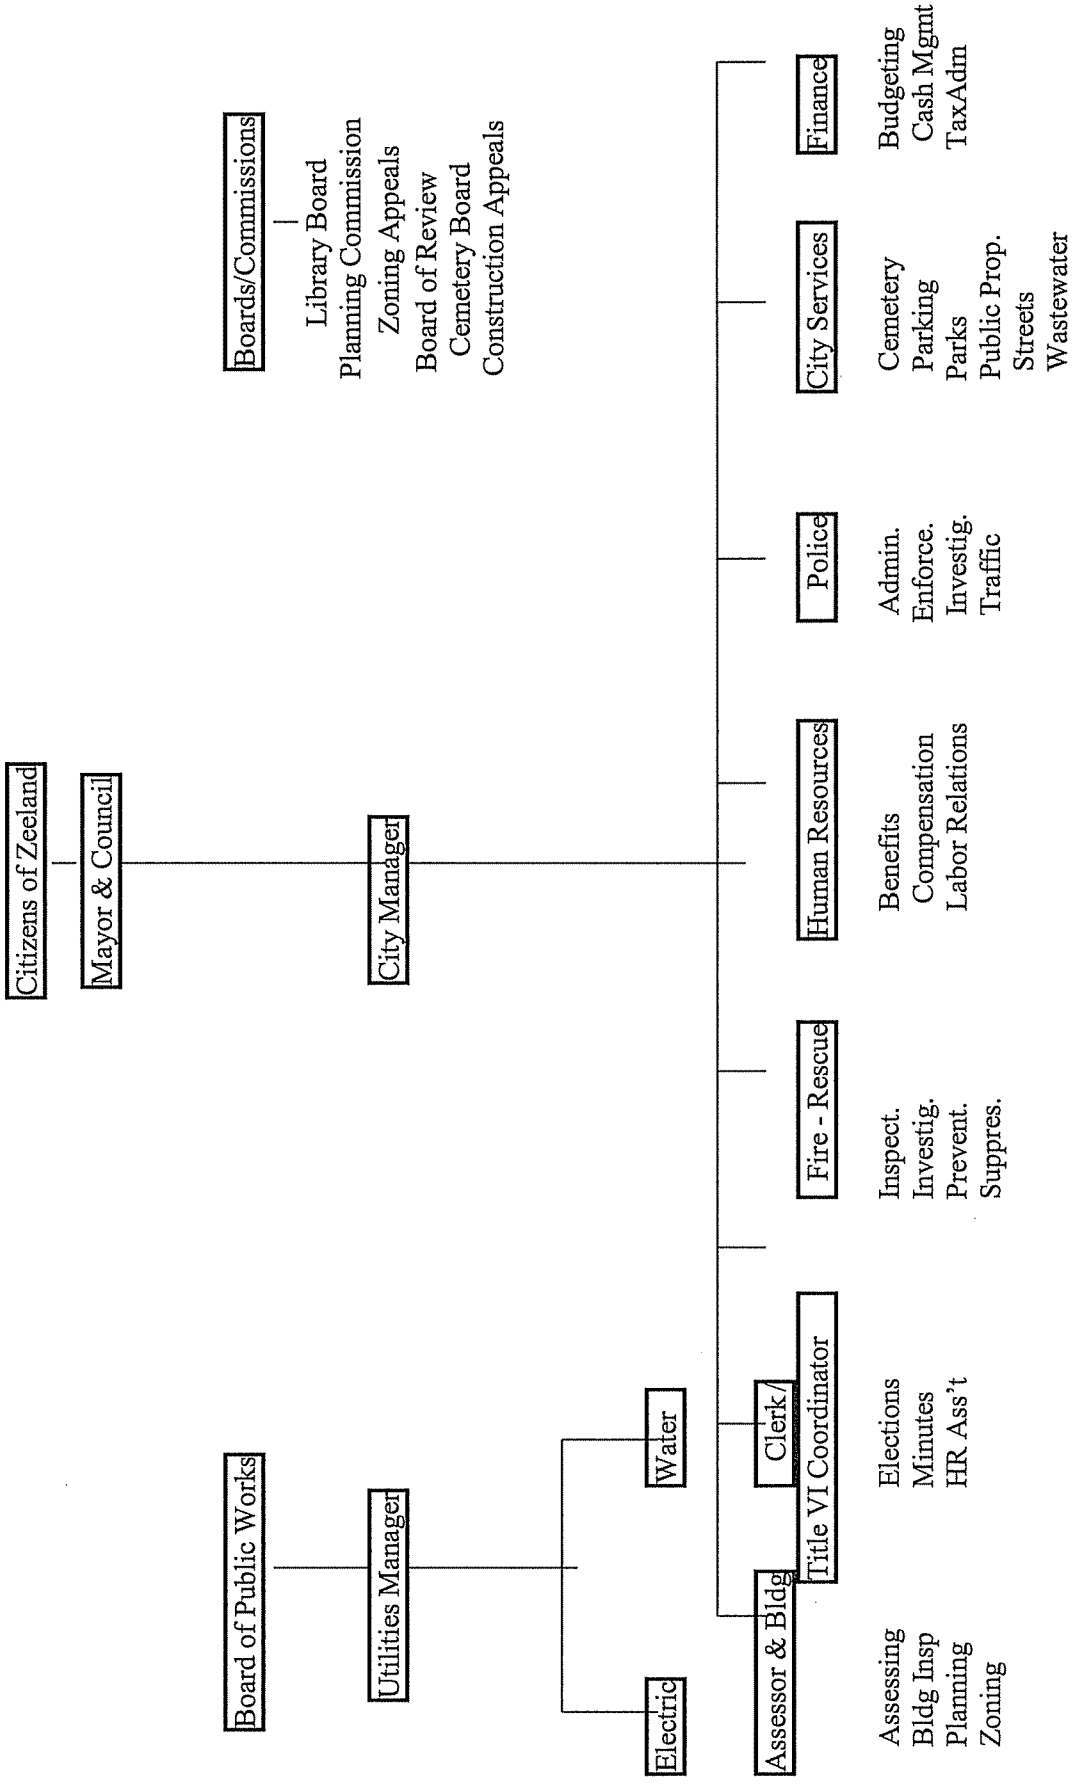 Citizens of Zeeland
Mayor & Council
Board of Public Works
Boards/Commissions
Library Board
Planning Commission
Zoning Appeals
Board of Review
Cemetery Board
Construction Appeals
Utilities Manager
City Manager
Electric
Water
Assessor & Bldg
Clerk/
Title VI Coordinator
Fire - Rescue
Human Resources
Police
City Services
Finance
Assessing
Bldg Insp
Planning
Zoning
Elections
Minutes
HR Ass't
Inspect.
Investig.
Prevent.
Suppres.
Benefits
Compensation
Labor Relations
Admin.
Enforce.
Investig.
Traffic
Cemetery
Parking
Parks
Public Prop.
Streets
Wastewater
Budgeting
Cash Mgmt
TaxAdm